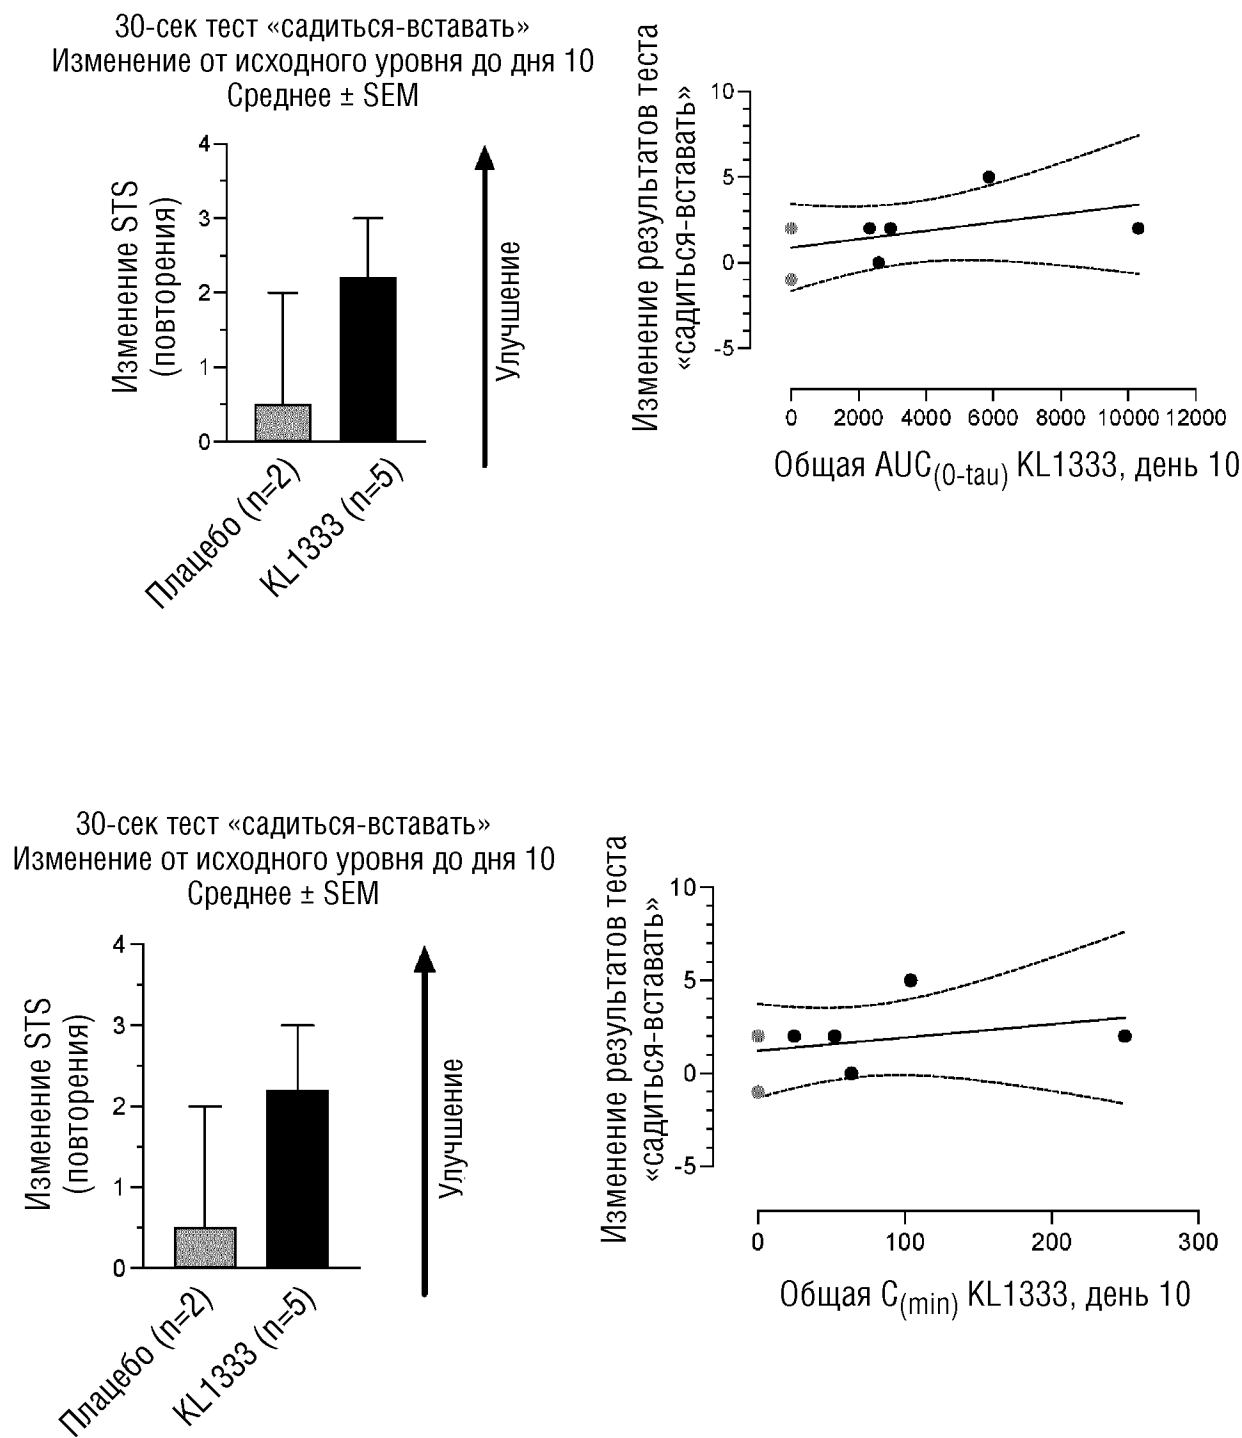 30-сек тест «садиться-вставать»
Изменение от исходного уровня до дня 10
Среднее ± SEM
Изменение STS
(повторения)
4
3
2
1
0
Плацебо (n=2)
KL1333 (n=5)
Улучшение
Изменение результатов теста
«садиться-вставать»
10
5
0
-5
0 2000 4000 6000 8000 10000 12000
Общая AUC(0-tau) KL1333, день 10
30-сек тест «садиться-вставать»
Изменение от исходного уровня до дня 10
Среднее ± SEM
Изменение STS
(повторения)
4
3
2
1
0
Плацебо (n=2)
KL1333 (n=5)
Улучшение
Изменение результатов теста
«садиться-вставать»
10
5
0
-5
0 100 200 300
Общая C(min) KL1333, день 10